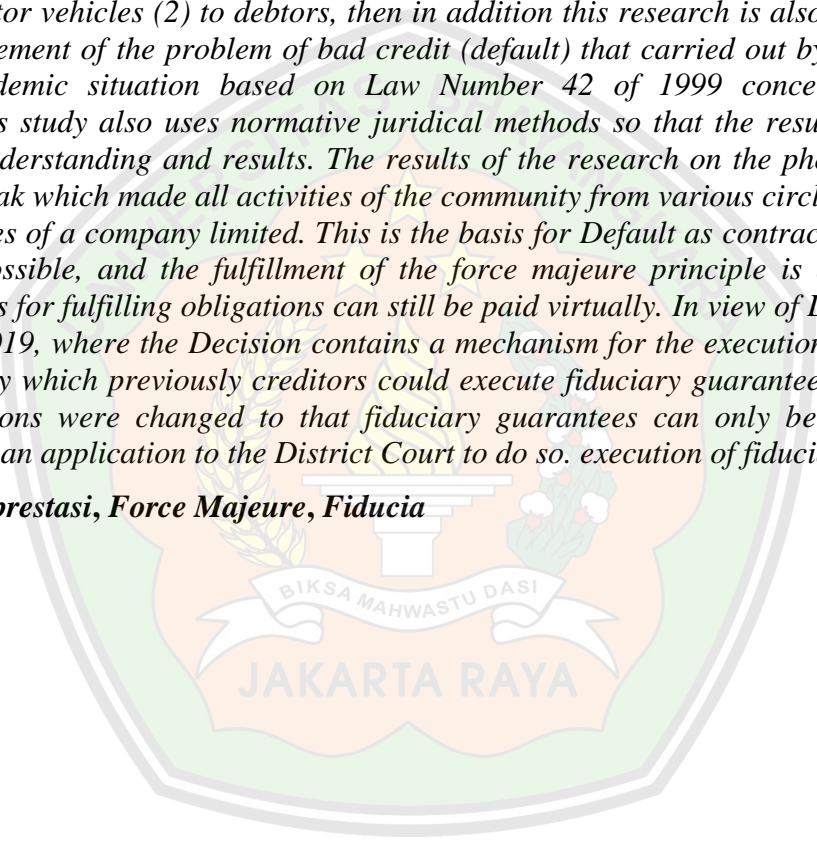 tor vehicles (2) to debtors, then in addition this research is also
ement of the problem of bad credit (default) that carried out by
demic situation based on Law Number 42 of 1999 conce
s study also uses normative juridical methods so that the resu
nderstanding and results. The results of the research on the ph
ak which made all activities of the community from various circl
es of a company limited. This is the basis for Default as contrac
ossible, and the fulfillment of the force majeure principle is
s for fulfilling obligations can still be paid virtually. In view of D
019, where the Decision contains a mechanism for the execution
y which previously creditors could execute fiduciary guarantee
ons were changed to that fiduciary guarantees can only be
an application to the District Court to do so. execution of fiduci
prestasi, Force Majeure, Fiducia
UNIVERSITAS BHAYANGKARA
BIKSA MAHWASTU DASI
JAKARTA RAYA